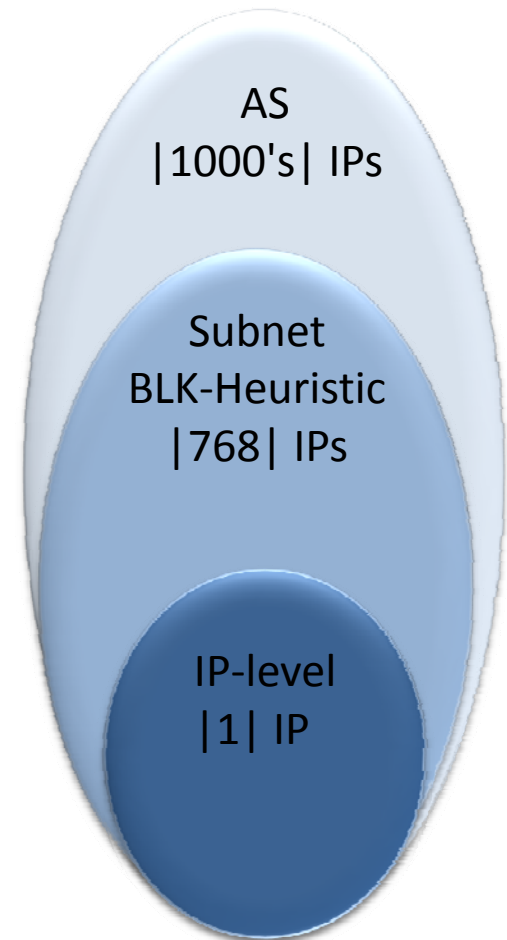 AS
|1000's| IPs
Subnet
BLK-Heuristic
|768| IPs
IP-level
|1| IP